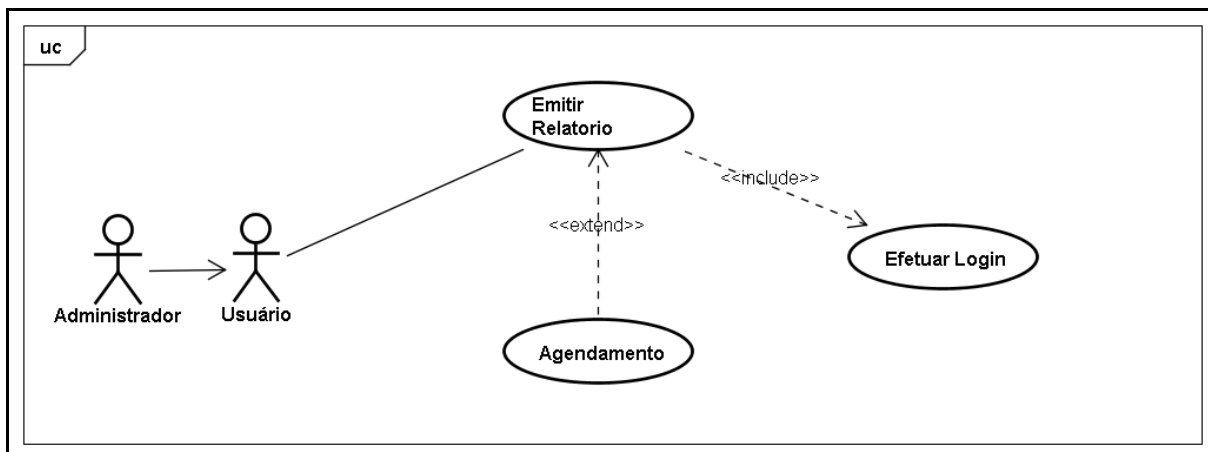 uc
Emitir
Relatorio
<<include>>
<<extend>>
Efetuar Login
Administrador
Usuário
Agendamento